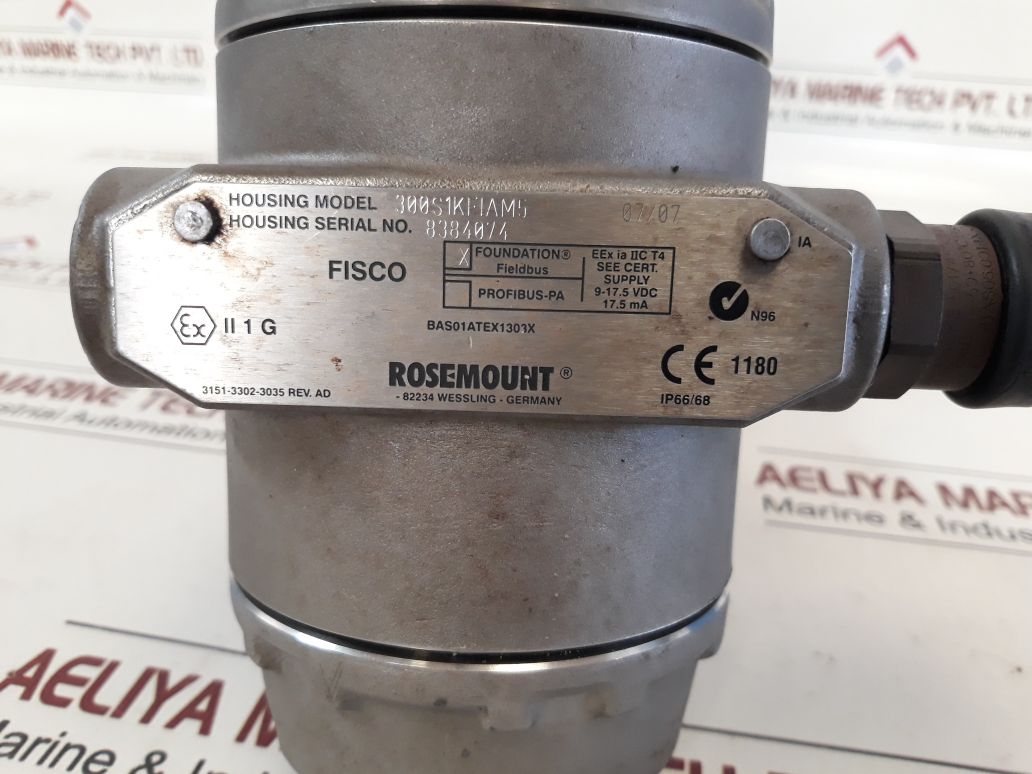 AELIYA MARINE TECH PVT. LTD
& Industrial Automation &
HOUSING MODEL 300S1KFIAM5 07/07
HOUSING SERIAL NO. 8384074
IA
FISCO
X FOUNDATION® Fieldbus
PROFIBUS-PA
EEx ia IIC T4
SEE CERT.
SUPPLY
9-17.5 VDC
17.5 mA
N96
Ex II 1 G
BAS01ATEX1303X
ROSEMOUNT®
- 82234 WESSLING - GERMANY
CE 1180
IP66/68
3151-3302-3035 REV. AD
AELIYA MAR
Marine & Indus
AELIYA M
Marine &